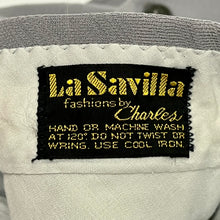 La Savilla
fashions by
Charles
HAND OR MACHINE WASH
AT 120° DO NOT TWIST OR
WRING. USE COOL IRON.